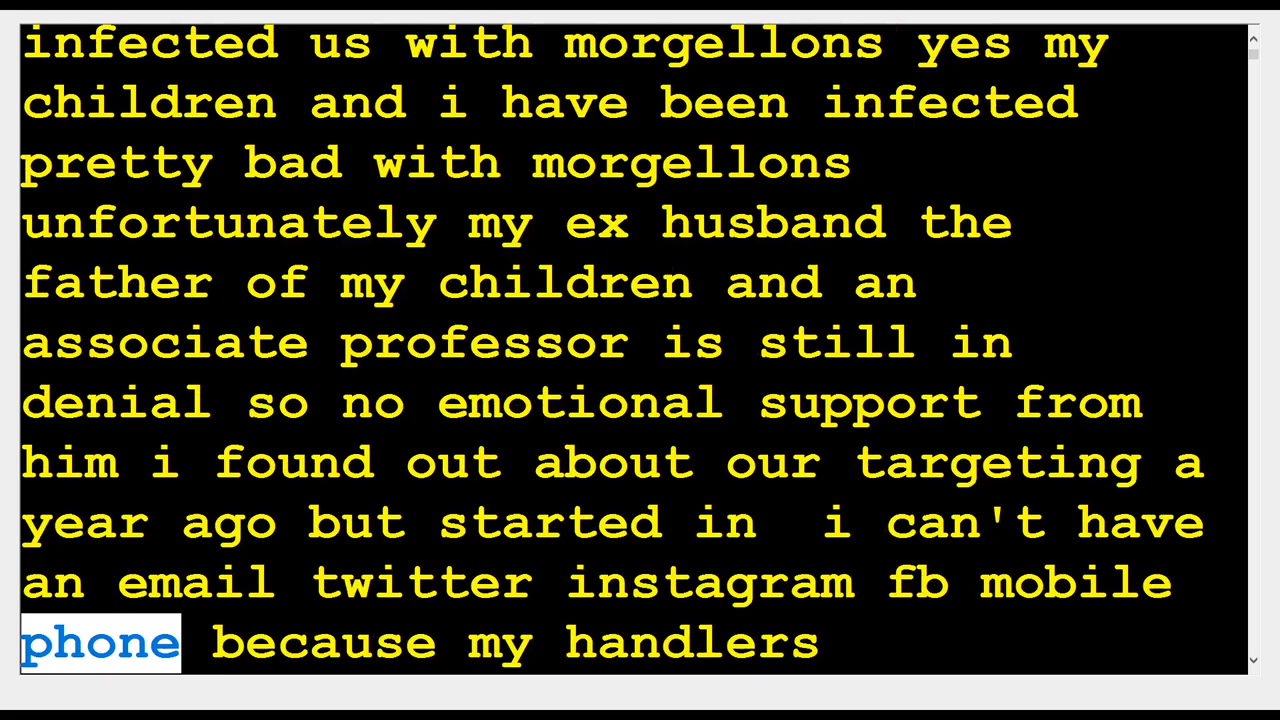 infected us with morgellons yes my
children and i have been infected
pretty bad with morgellons
unfortunately my ex husband the
father of my children and an
associate professor is still in
denial so no emotional support from
him i found out about our targeting a
year ago but started in  i can't have
an email twitter instagram fb mobile
phone because my handlers